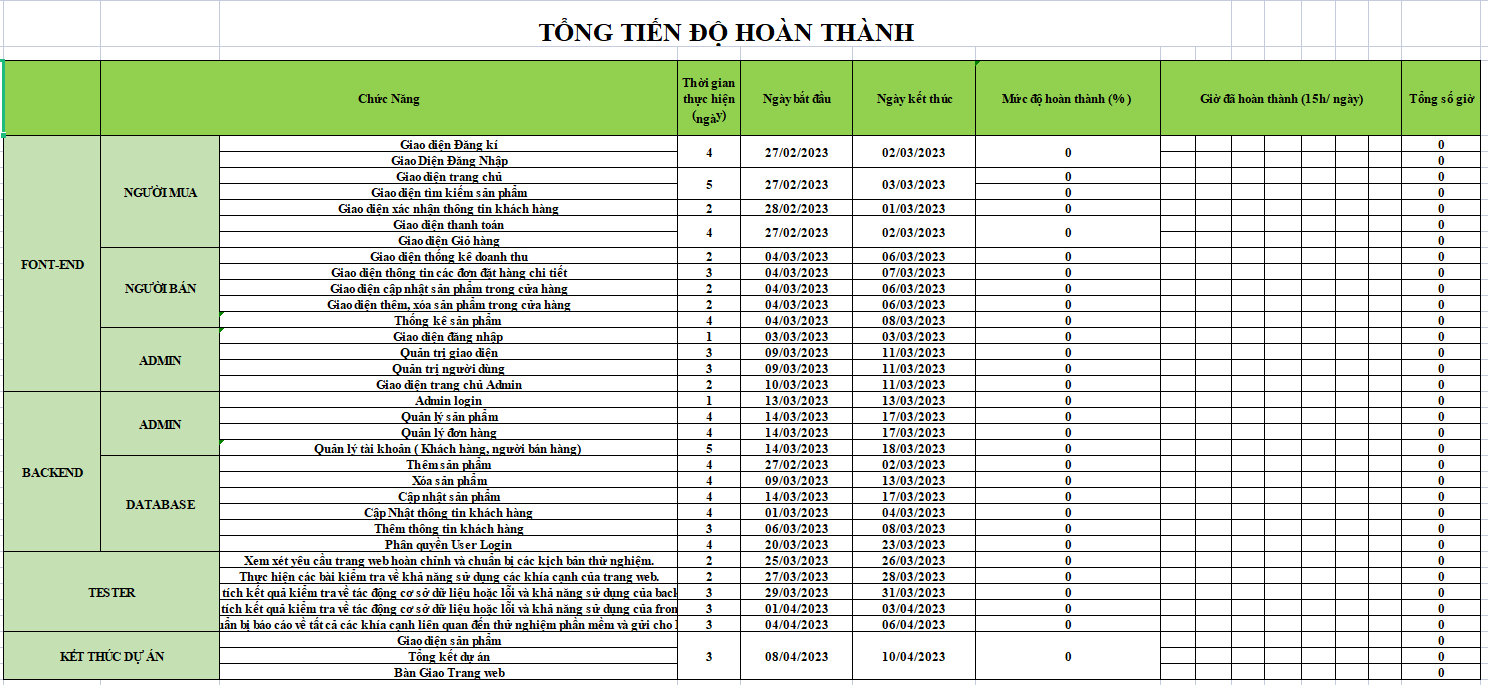 TỔNG TIẾN ĐỘ HOÀN THÀNH
Chức Năng Thời gian thực hiện (ngày) Ngày bắt đầu Ngày kết thúc Mức độ hoàn thành (%) Giờ đã hoàn thành (15h/ ngày) Tổng số giờ
FONT-END
NGƯỜI MUA
Giao diện Đăng kí 4 27/02/2023 02/03/2023 0 0
Giao Diện Đăng Nhập 0
Giao diện trang chủ 5 27/02/2023 03/03/2023 0 0
Giao diện tìm kiếm sản phẩm 0 0
Giao diện xác nhận thông tin khách hàng 2 28/02/2023 01/03/2023 0 0
Giao diện thanh toán 4 27/02/2023 02/03/2023 0 0
Giao diện Giỏ hàng 0
NGƯỜI BÁN
Giao diện thống kê doanh thu 2 04/03/2023 06/03/2023 0 0
Giao diện thông tin các đơn đặt hàng chi tiết 3 04/03/2023 07/03/2023 0 0
Giao diện cập nhật sản phẩm trong cửa hàng 2 04/03/2023 06/03/2023 0 0
Giao diện thêm, xóa sản phẩm trong cửa hàng 2 04/03/2023 06/03/2023 0 0
Thống kê sản phẩm 4 04/03/2023 08/03/2023 0 0
ADMIN
Giao diện đăng nhập 1 03/03/2023 03/03/2023 0 0
Quản trị giao diện 3 09/03/2023 11/03/2023 0 0
Quản trị người dùng 3 09/03/2023 11/03/2023 0 0
Giao diện trang chủ Admin 2 10/03/2023 11/03/2023 0 0
BACKEND
ADMIN
Admin login 1 13/03/2023 13/03/2023 0 0
Quản lý sản phẩm 4 14/03/2023 17/03/2023 0 0
Quản lý đơn hàng 4 14/03/2023 17/03/2023 0 0
Quản lý tài khoản ( Khách hàng, người bán hàng) 5 14/03/2023 18/03/2023 0 0
DATABASE
Thêm sản phẩm 4 27/02/2023 02/03/2023 0 0
Xóa sản phẩm 4 09/03/2023 13/03/2023 0 0
Cập nhật sản phẩm 4 14/03/2023 17/03/2023 0 0
Cập Nhật thông tin khách hàng 4 01/03/2023 04/03/2023 0 0
Thêm thông tin khách hàng 3 06/03/2023 08/03/2023 0 0
Phân quyền User Login 4 20/03/2023 23/03/2023 0 0
TESTER
Xem xét yêu cầu trang web hoàn chỉnh và chuẩn bị các kịch bản thử nghiệm. 2 25/03/2023 26/03/2023 0 0
Thực hiện các bài kiểm tra về khả năng sử dụng các khía cạnh của trang web. 2 27/03/2023 28/03/2023 0 0
tích kết quả kiểm tra về tác động cơ sở dữ liệu hoặc lỗi và khả năng sử dụng của back 3 29/03/2023 31/03/2023 0 0
tích kết quả kiểm tra về tác động cơ sở dữ liệu hoặc lỗi và khả năng sử dụng của fron 3 01/04/2023 03/04/2023 0 0
bị báo cáo về tất cả các khía cạnh liên quan đến thử nghiệm phần mềm và gửi cho 3 04/04/2023 06/04/2023 0 0
KẾT THÚC DỰ ÁN
Giao diện sản phẩm 0
Tổng kết dự án 3 08/04/2023 10/04/2023 0 0
Bàn Giao Trang web 0